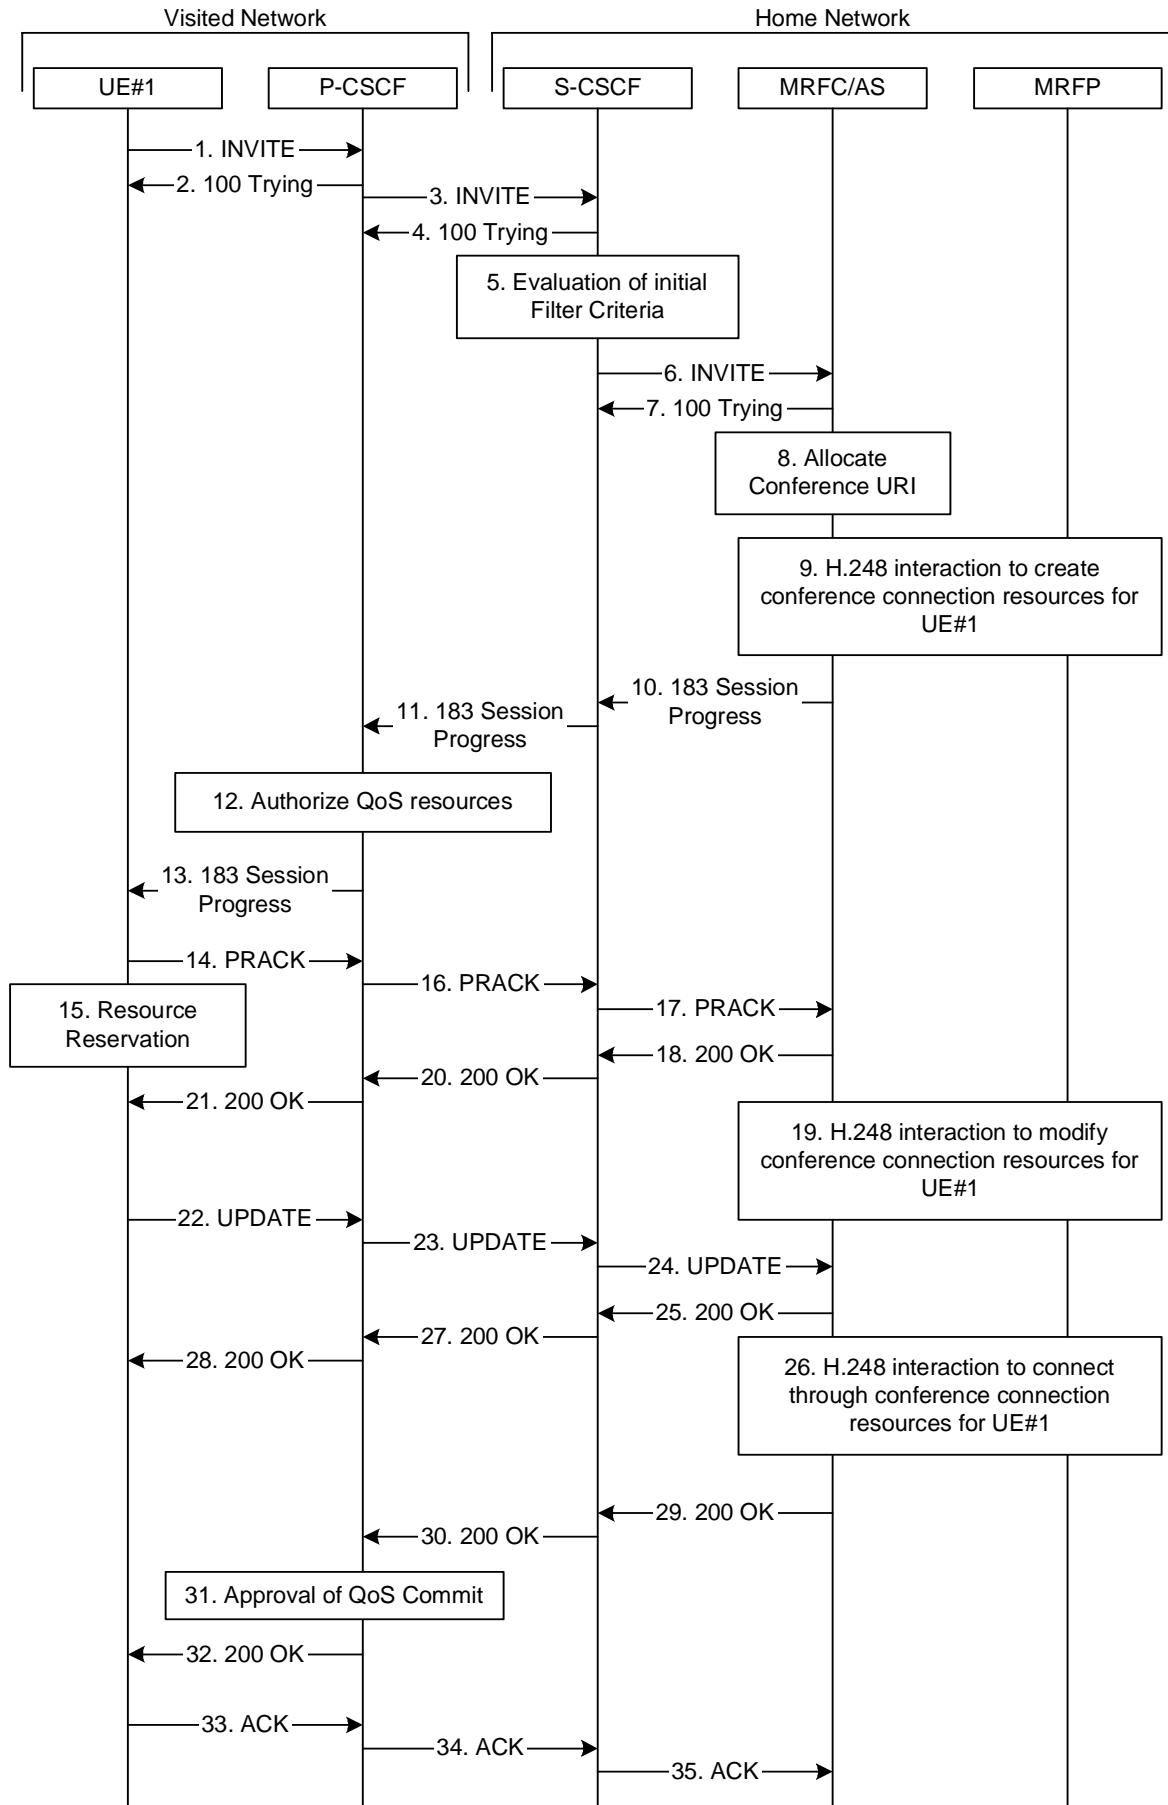 Visited Network
Home Network
UE#1
P-CSCF
S-CSCF
MRFC/AS
MRFP
1. INVITE
2. 100 Trying
3. INVITE
4. 100 Trying
5. Evaluation of initial
Filter Criteria
6. INVITE
7. 100 Trying
8. Allocate
Conference URI
9. H.248 interaction to create
conference connection resources for
UE#1
10. 183 Session
Progress
11. 183 Session
Progress
12. Authorize QoS resources
13. 183 Session
Progress
14. PRACK
15. Resource
Reservation
16. PRACK
17. PRACK
18. 200 OK
20. 200 OK
21. 200 OK
19. H.248 interaction to modify
conference connection resources for
UE#1
22. UPDATE
23. UPDATE
24. UPDATE
25. 200 OK
27. 200 OK
28. 200 OK
26. H.248 interaction to connect
through conference connection
resources for UE#1
29. 200 OK
30. 200 OK
31. Approval of QoS Commit
32. 200 OK
33. ACK
34. ACK
35. ACK